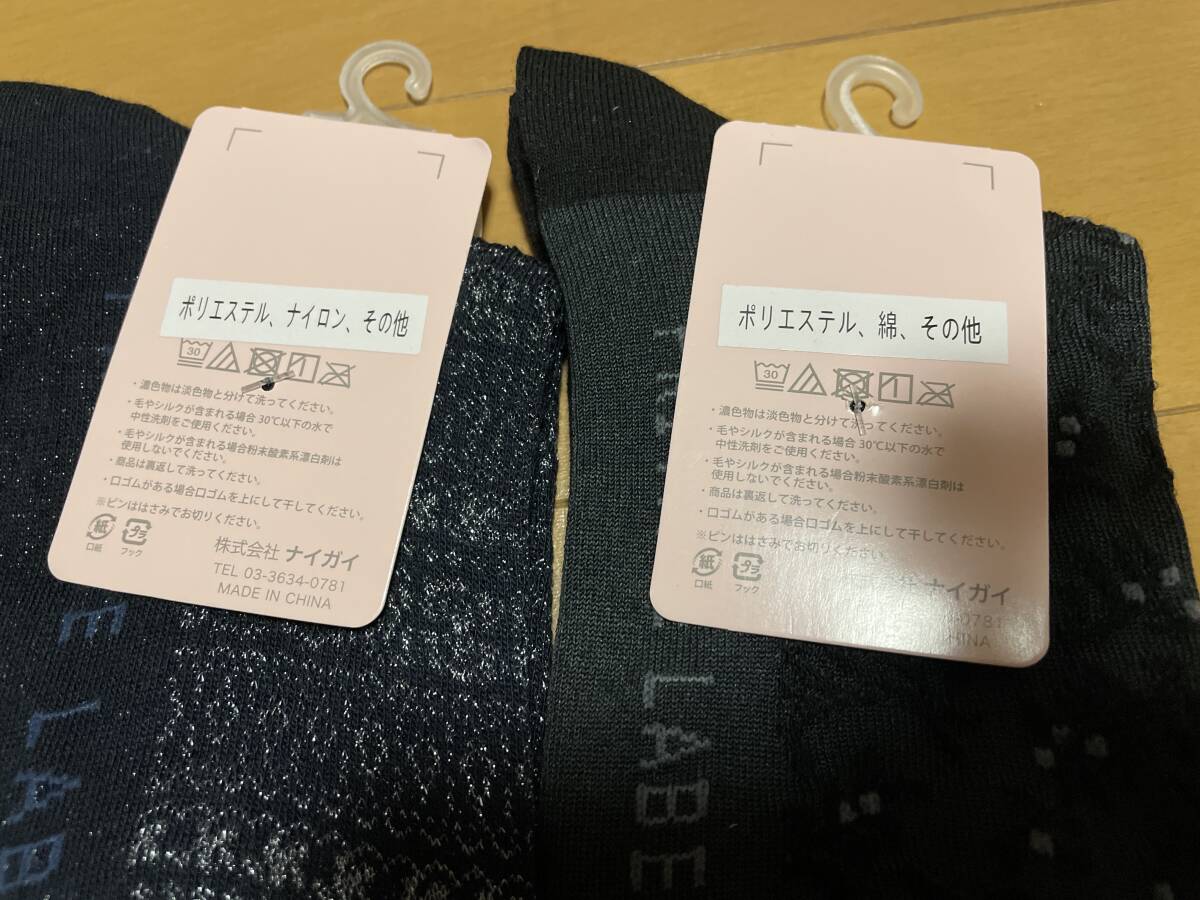 ポリエステル、ナイロン、その他
30
・濃色物は淡色物と分けて洗ってください。
・毛やシルクが含まれる場合30℃以下の水で
中性洗剤をご使用ください。
・毛やシルクが含まれる場合粉末酸素系漂白剤は
使用しないでください。
・商品は裏返して洗ってください。
・口ゴムがある場合口ゴムを上にして干してください。
※ピンははさみでお切りください。
紙 プラ
口紙 フック
株式会社 ナイガイ
TEL 03-3634-0781
MADE IN CHINA
E LAB
ポリエステル、綿、その他
30
・濃色物は淡色物と分けて洗ってください。
・毛やシルクが含まれる場合30℃以下の水で
中性洗剤をご使用ください。
・毛やシルクが含まれる場合粉末酸素系漂白剤は
使用しないでください。
・商品は裏返して洗ってください。
・口ゴムがある場合口ゴムを上にして干してください。
※ピンははさみでお切りください。
紙 プラ
口紙 フック
ナイガイ
0781
HINA
LABE